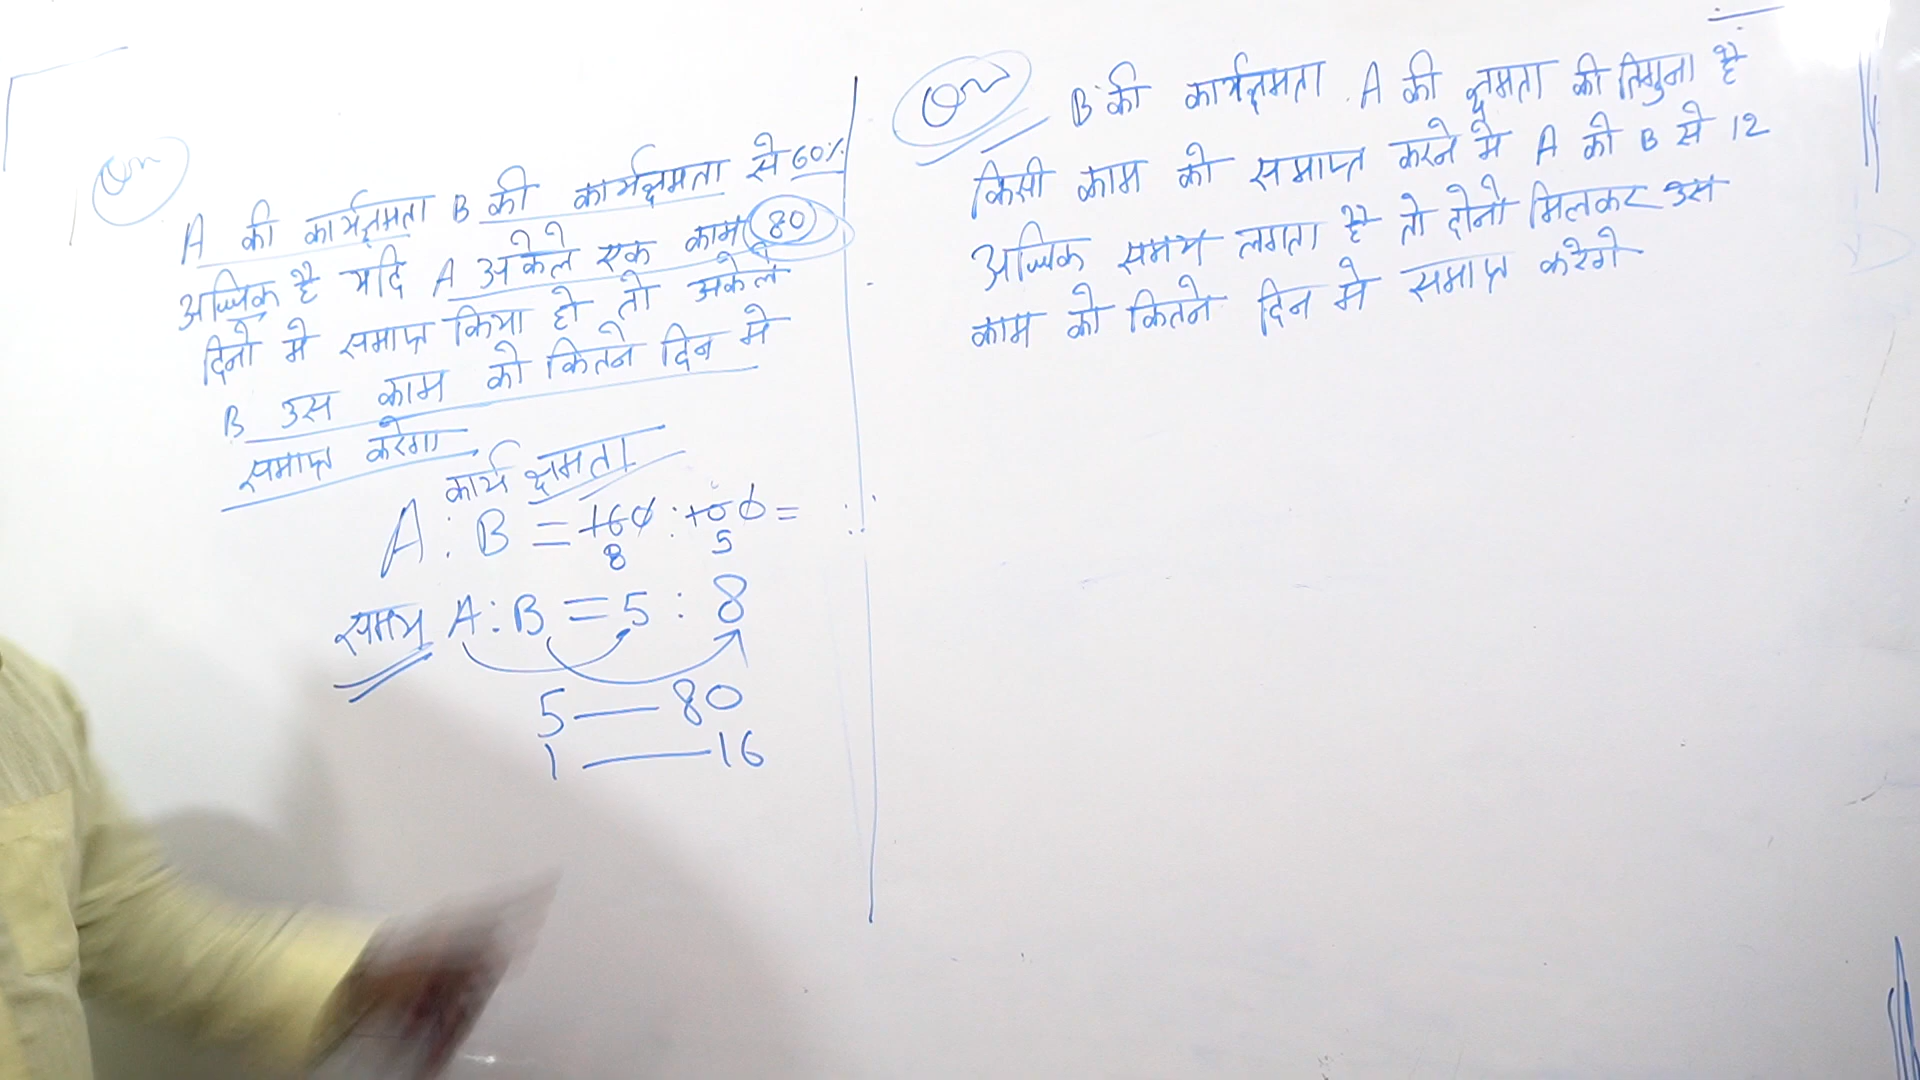 Qn
A की कार्यक्षमता B की कार्यक्षमता से 60%
अधिक है यदि A अकेले एक काम 80
दिनो मे समाप्त किया हो तो अकेले
B उस काम को कितने दिन मे
समाप्त करेगा
कार्य क्षमता
A : B = 160 : 100 =
8 5
समय A : B = 5 : 8
5 — 80
1 — 16
Qn B की कार्यक्षमता A की क्षमता की तिगुना है
किसी काम को समाप्त करने मे A को B से 12
अधिक समय लगता है तो दोनो मिलकर उस
काम को कितने दिन मे समाप्त करेगे